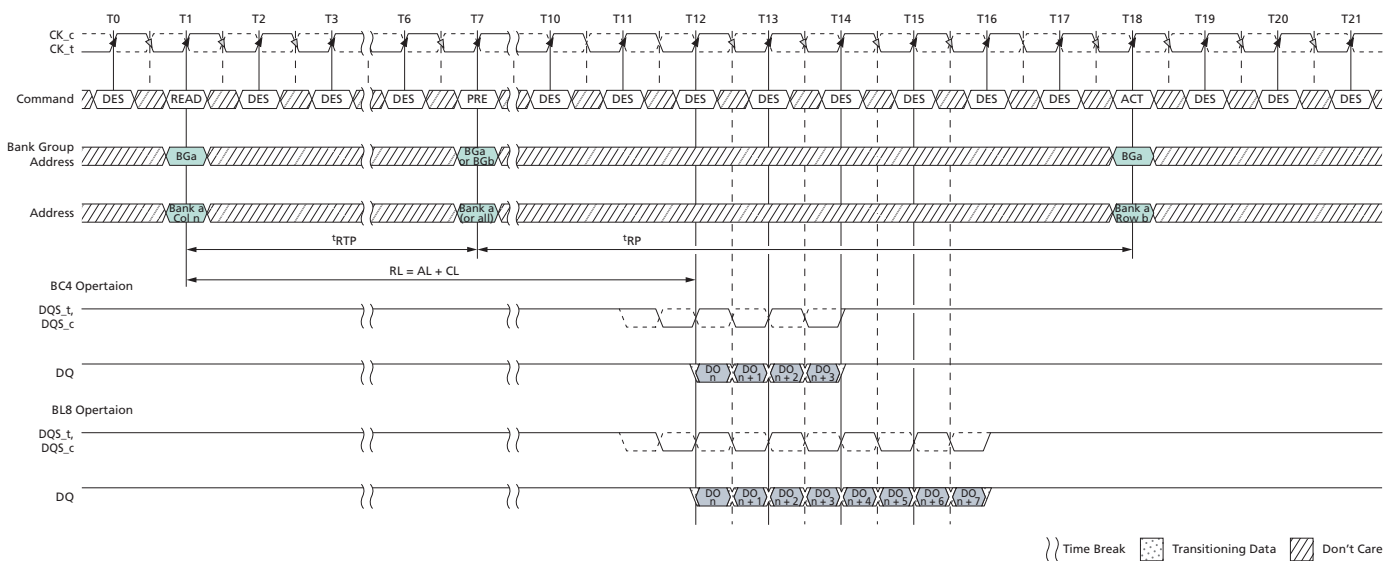 T0 T1 T2 T3 T6 T7 T10 T11 T12 T13 T14 T15 T16 T17 T18 T19 T20 T21
CK_c
CK_t
Command DES READ DES DES DES PRE DES DES DES DES DES DES DES DES ACT DES DES DES
Bank Group
Address
BGa
BGa
or BGb
BGa
Address
Bank a
Col n
Bank a
(or all)
Bank a
Row b
tRTP tRP
RL = AL + CL
BC4 Opertaion
DQS_t,
DQS_c
DQ
DO
n
DO
n + 1
DO
n + 2
DO
n + 3
BL8 Opertaion
DQS_t,
DQS_c
DQ
DO
n
DO
n + 1
DO
n + 2
DO
n + 3
DO
n + 4
DO
n + 5
DO
n + 6
DO
n + 7
Time Break Transitioning Data Don't Care